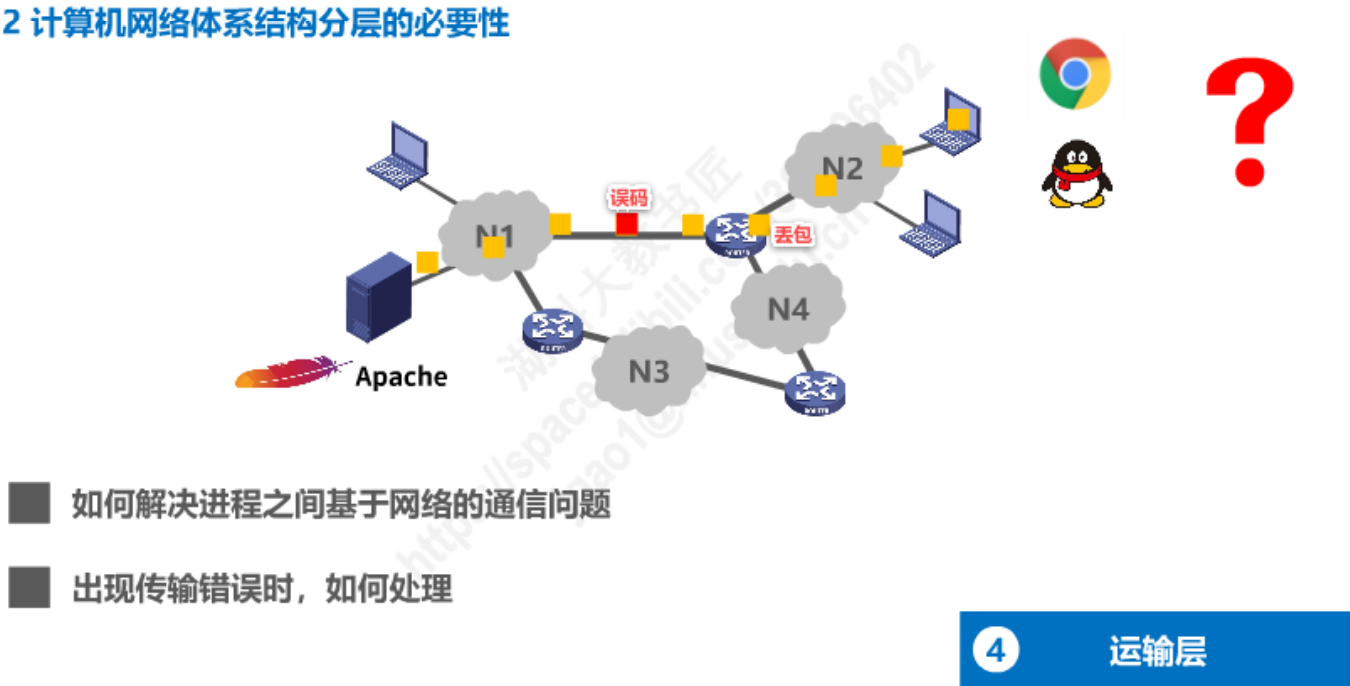 2 计算机网络体系结构分层的必要性
N2
误码
N1
丢包
N4
N3
Apache
如何解决进程之间基于网络的通信问题
出现传输错误时，如何处理
4 运输层